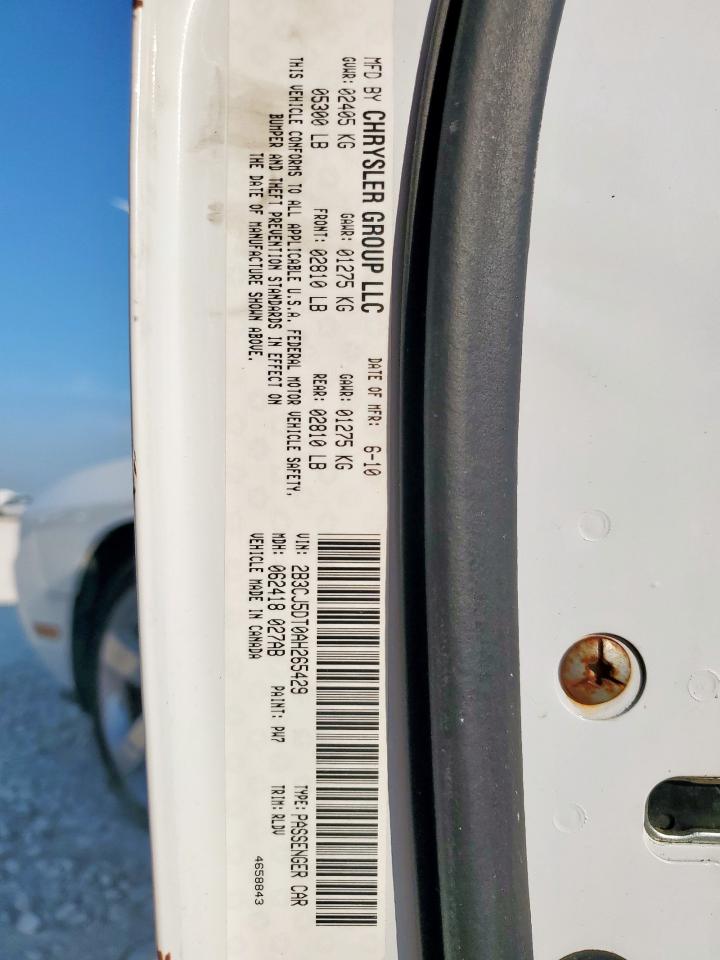 MFD BY CHRYSLER GROUP LLC DATE OF MFR: 6-10
GVWR: 02405 KG GAWR: 01275 KG GAWR: 01275 KG
05300 LB FRONT: 02810 LB REAR: 02810 LB
THIS VEHICLE CONFORMS TO ALL APPLICABLE U.S.A. FEDERAL MOTOR VEHICLE SAFETY,
BUMPER AND THEFT PREVENTION STANDARDS IN EFFECT ON
THE DATE OF MANUFACTURE SHOWN ABOVE.
VIN: 2B3CJ5DT0AH265429 TYPE: PASSENGER CAR
MDH: 062418 027AB PAINT: PW7 TRIM: RLDV
VEHICLE MADE IN CANADA 4658843